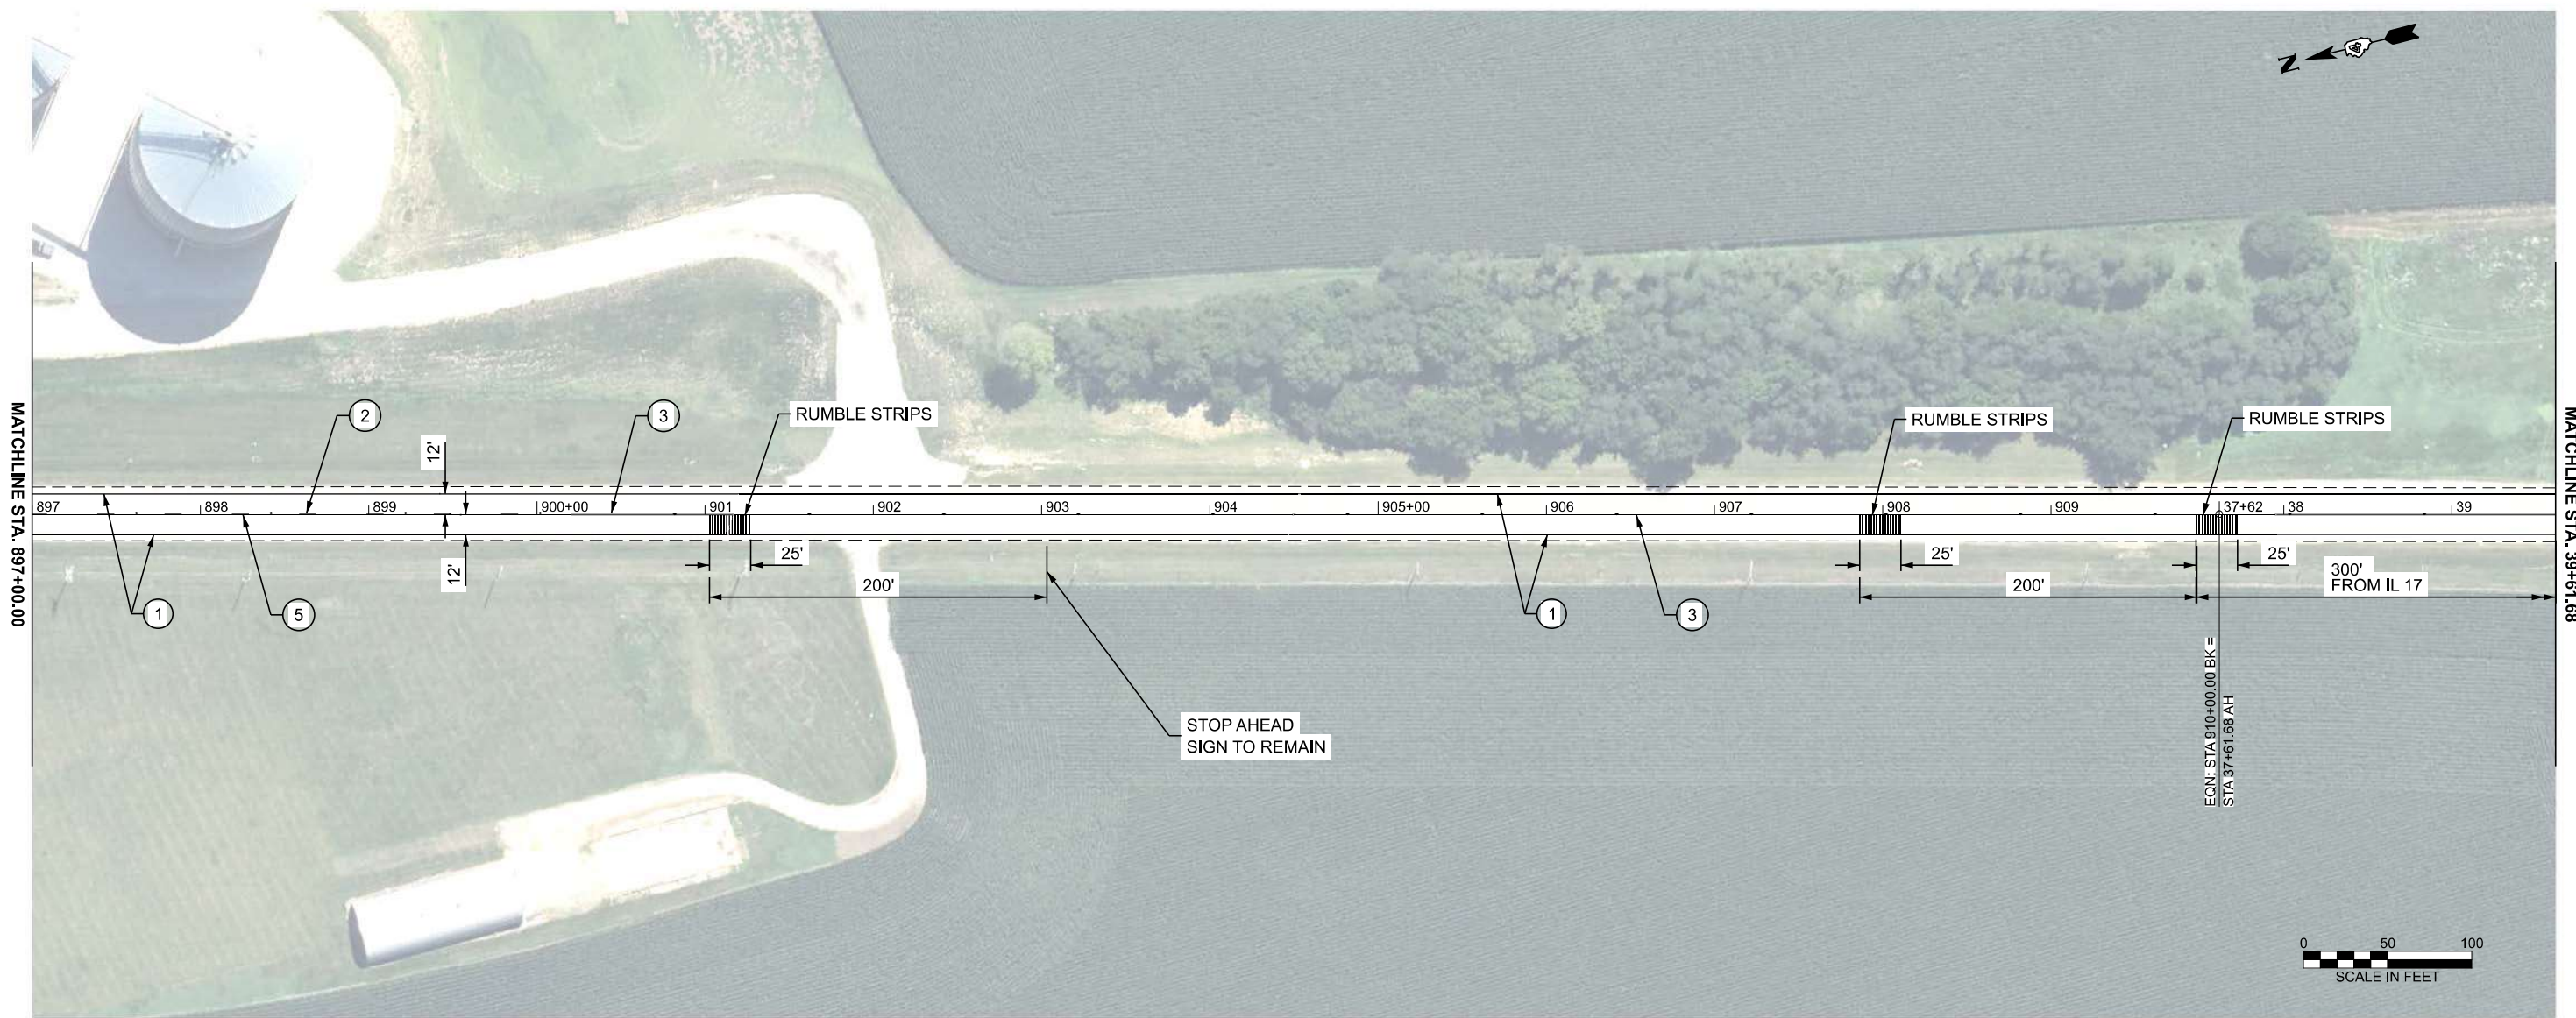 N
MATCHLINE STA. 897+00.00
MATCHLINE STA. 39+61.68
2
3
RUMBLE STRIPS
RUMBLE STRIPS
RUMBLE STRIPS
12'
897
898
899
900+00
901
902
903
904
905+00
906
907
908
909
37+62
38
39
12'
25'
25'
25'
200'
200'
300'
FROM IL 17
1
5
1
3
EQN: STA 910+00.00 BK =
STA 37+61.68 AH
STOP AHEAD
SIGN TO REMAIN
0 50 100
SCALE IN FEET